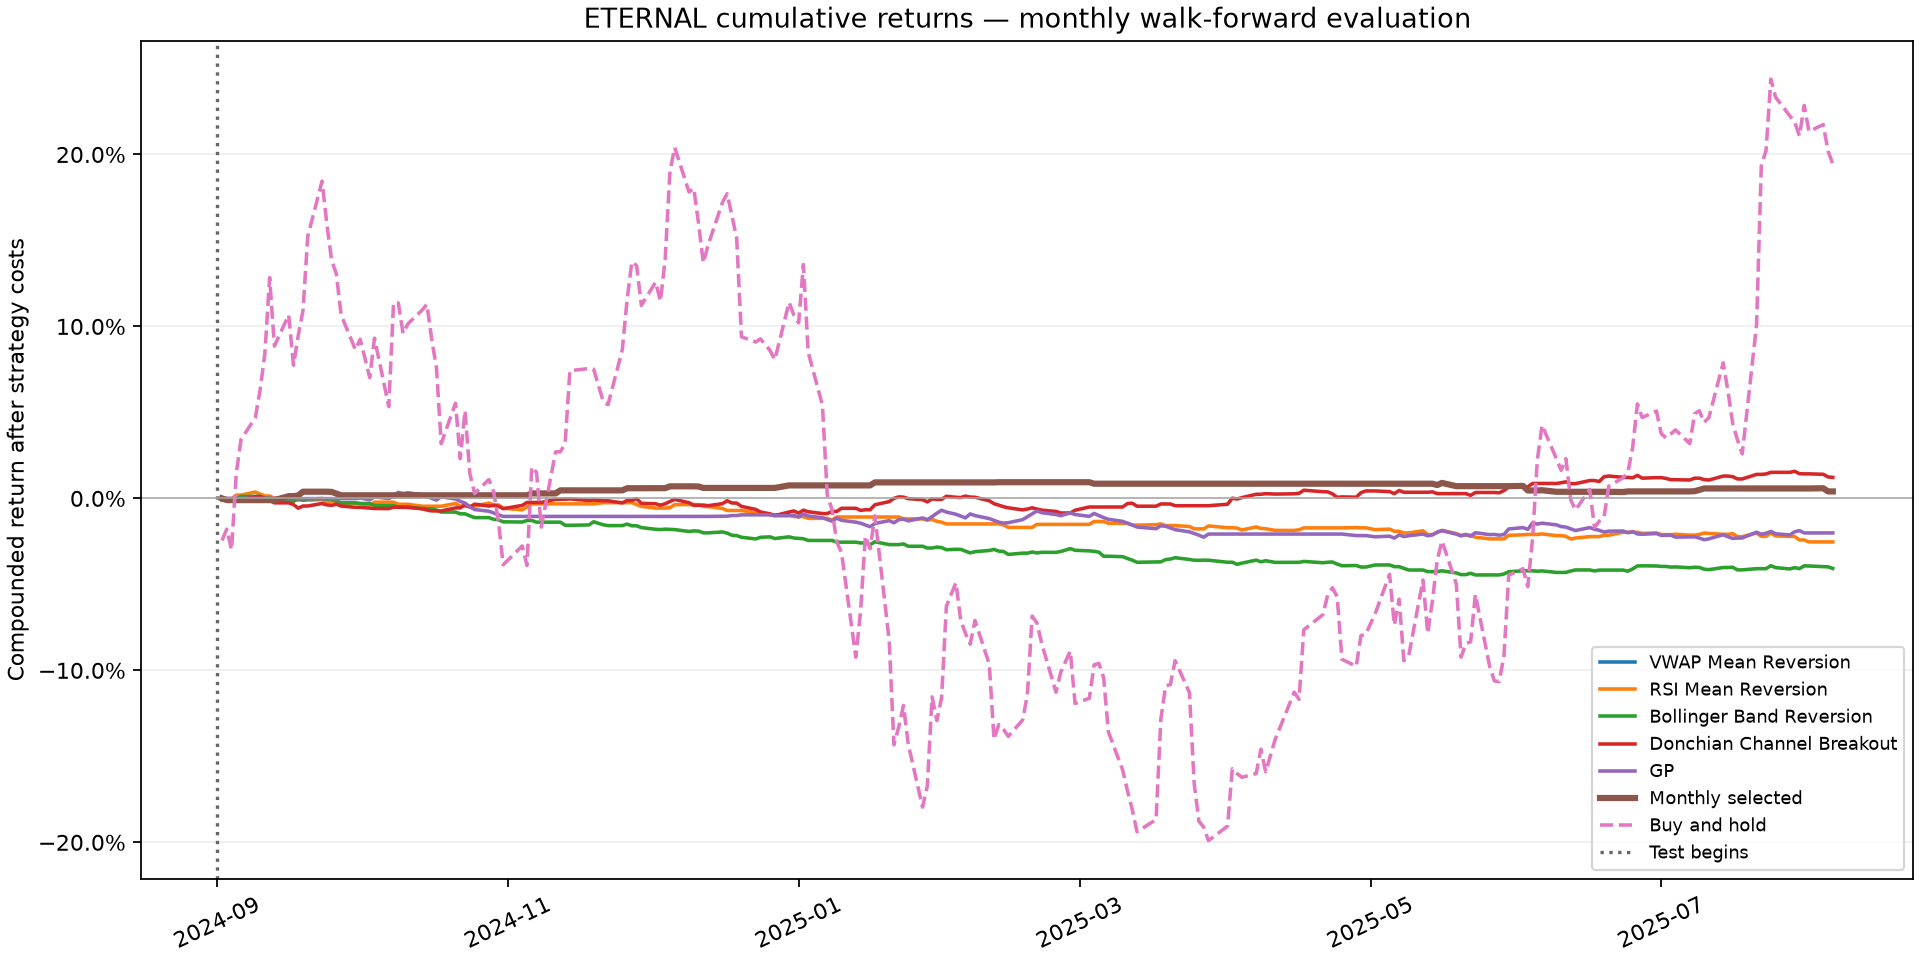 ETERNAL cumulative returns — monthly walk-forward evaluation
Compounded return after strategy costs
20.0%
10.0%
0.0%
−10.0%
−20.0%
2024-09
2024-11
2025-01
2025-03
2025-05
2025-07
VWAP Mean Reversion
RSI Mean Reversion
Bollinger Band Reversion
Donchian Channel Breakout
GP
Monthly selected
Buy and hold
Test begins